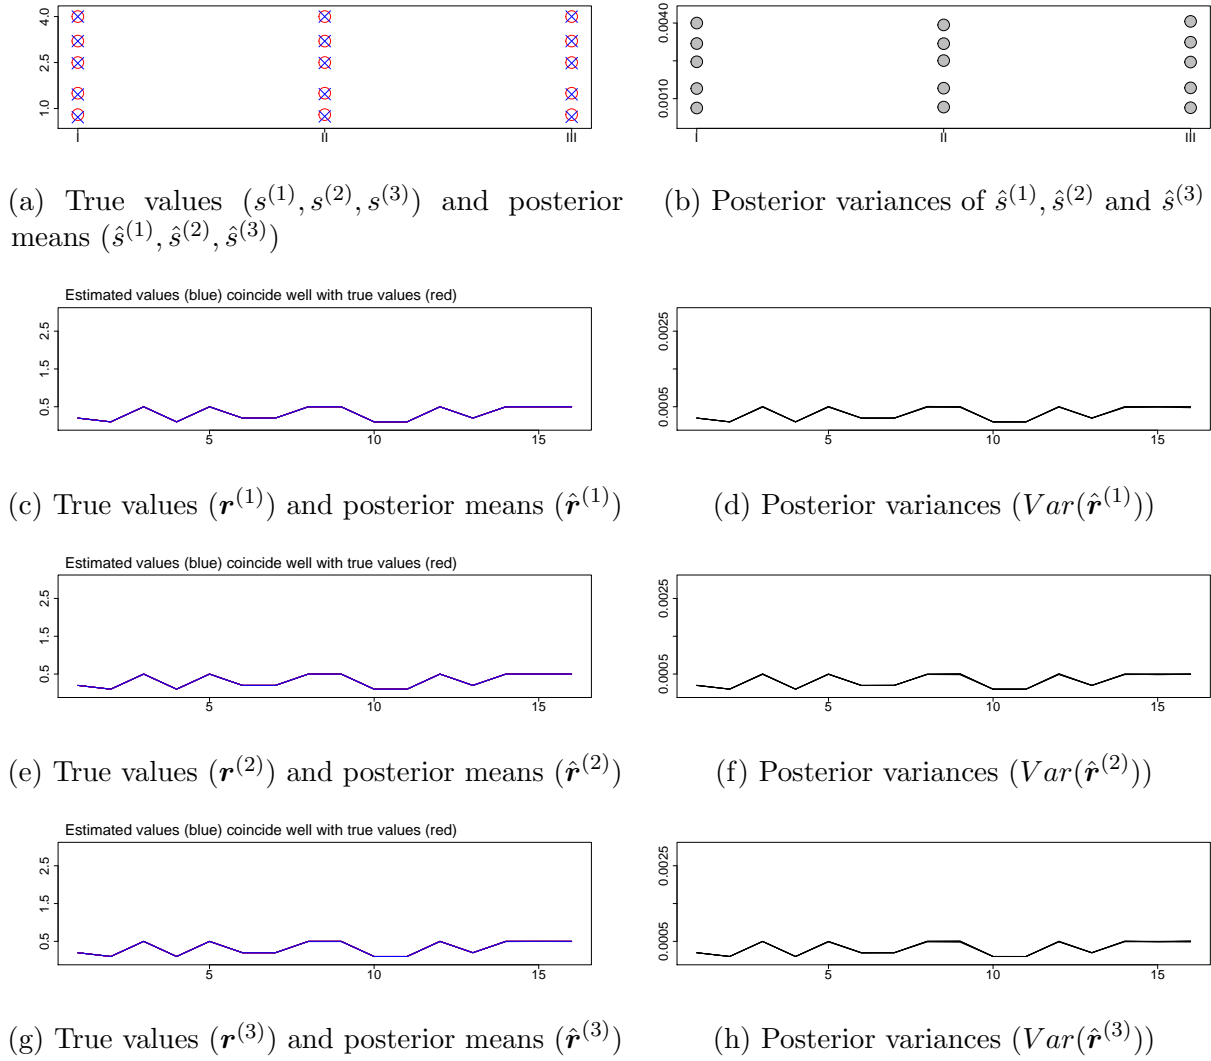 4.0
2.5
1.0
I II III
0.0040
0.0010
I II III
(a) True values (s^(1), s^(2), s^(3)) and posterior
means (ŝ^(1), ŝ^(2), ŝ^(3))
(b) Posterior variances of ŝ^(1), ŝ^(2) and ŝ^(3)
Estimated values (blue) coincide well with true values (red)
2.5
1.5
0.5
5 10 15
0.0025
0.0005
5 10 15
(c) True values (r^(1)) and posterior means (r̂^(1))
(d) Posterior variances (Var(r̂^(1)))
Estimated values (blue) coincide well with true values (red)
2.5
1.5
0.5
5 10 15
0.0025
0.0005
5 10 15
(e) True values (r^(2)) and posterior means (r̂^(2))
(f) Posterior variances (Var(r̂^(2)))
Estimated values (blue) coincide well with true values (red)
2.5
1.5
0.5
5 10 15
0.0025
0.0005
5 10 15
(g) True values (r^(3)) and posterior means (r̂^(3))
(h) Posterior variances (Var(r̂^(3)))